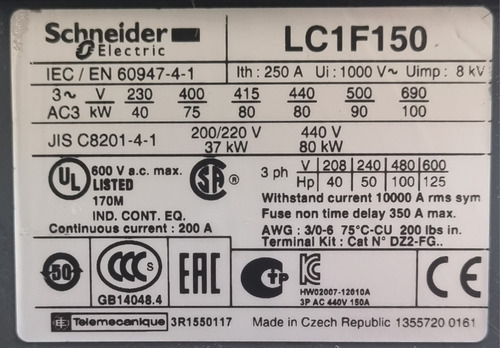 Schneider Electric
LC1F150
IEC / EN 60947-4-1
Ith : 250 A Ui : 1000 V~ Uimp : 8 kV
3~ V 230 400 415 440 500 690
AC3 kW 40 75 80 80 90 100
JIS C8201-4-1 200/220 V 440 V
37 kW 80 kW
UL LISTED 600 V a.c. max.
170M
IND. CONT. EQ.
Continuous current : 200 A
SA ®
3 ph V 208 240 480 600
Hp 40 50 100 125
Withstand current 10000 A rms sym
Fuse non time delay 350 A max.
AWG : 3/0-6 75°C-CU 200 lbs in.
Terminal Kit : Cat N° DZ2-FG..
50
CCC
GB14048.4
EAC
HW02007-12010A
3P AC 440V 150A
CE
Telemecanique 3R1550117
Made in Czech Republic 1355720 0161